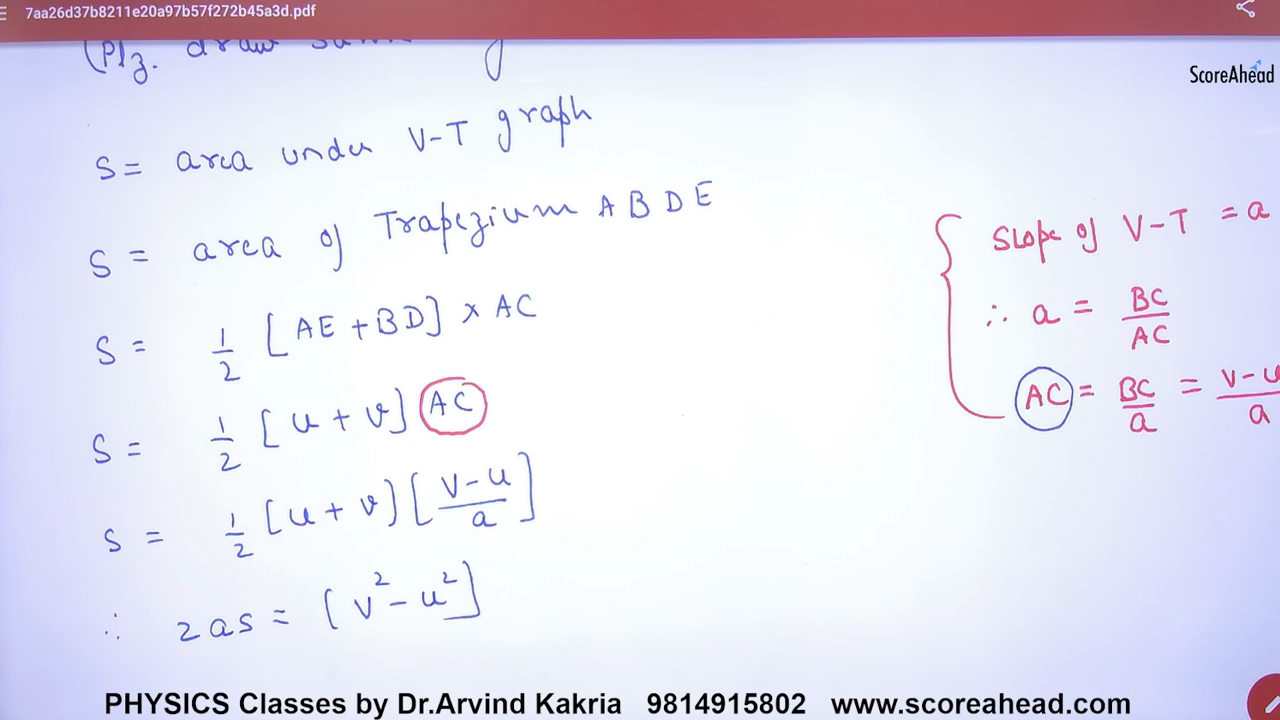 7aa26d37b8211e20a97b57f272b45a3d.pdf
ScoreAhead
(Plz. draw
S = area under V-T graph
S = area of Trapezium ABDE
S = 1/2 [AE + BD] × AC
S = 1/2 [u + v] AC
S = 1/2 [u + v] [v-u/a]
∴ 2as = [v² - u²]
Slope of V-T = a
∴ a = BC/AC
AC = BC/a = v-u/a
PHYSICS Classes by Dr.Arvind Kakria 9814915802 www.scoreahead.com